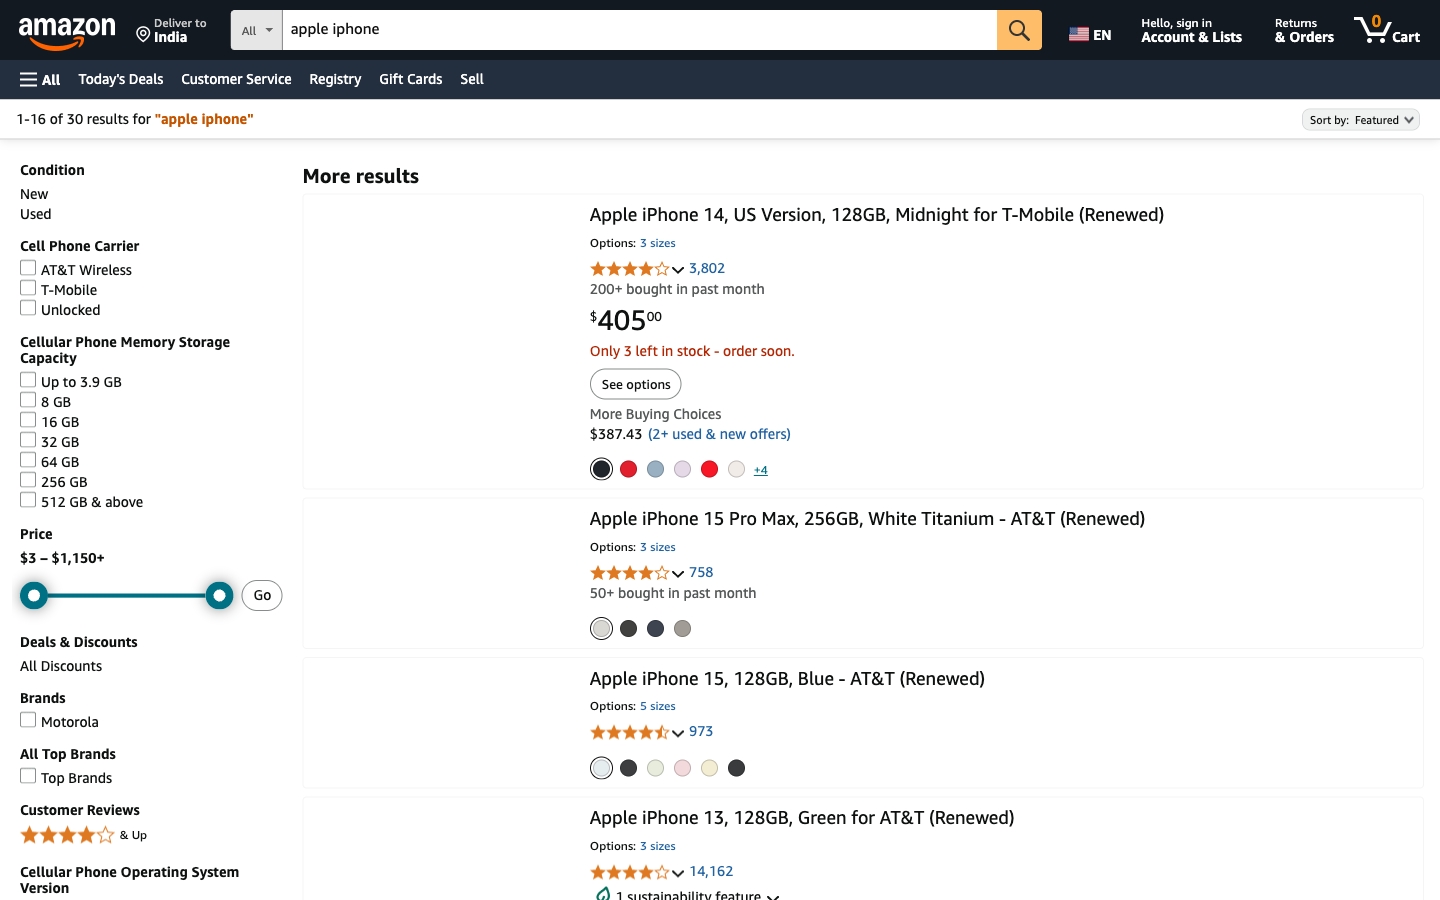 amazon
Deliver to
India
All
apple iphone
EN
Hello, sign in
Account & Lists
Returns
& Orders
0
Cart
All
Today's Deals
Customer Service
Registry
Gift Cards
Sell
1-16 of 30 results for "apple iphone"
Sort by: Featured
Condition
New
Used
Cell Phone Carrier
AT&T Wireless
T-Mobile
Unlocked
Cellular Phone Memory Storage
Capacity
Up to 3.9 GB
8 GB
16 GB
32 GB
64 GB
256 GB
512 GB & above
Price
$3 – $1,150+
Go
Deals & Discounts
All Discounts
Brands
Motorola
All Top Brands
Top Brands
Customer Reviews
& Up
Cellular Phone Operating System
Version
More results
Apple iPhone 14, US Version, 128GB, Midnight for T-Mobile (Renewed)
Options: 3 sizes
3,802
200+ bought in past month
$40500
Only 3 left in stock - order soon.
See options
More Buying Choices
$387.43 (2+ used & new offers)
+4
Apple iPhone 15 Pro Max, 256GB, White Titanium - AT&T (Renewed)
Options: 3 sizes
758
50+ bought in past month
Apple iPhone 15, 128GB, Blue - AT&T (Renewed)
Options: 5 sizes
973
Apple iPhone 13, 128GB, Green for AT&T (Renewed)
Options: 3 sizes
14,162
1 sustainability feature